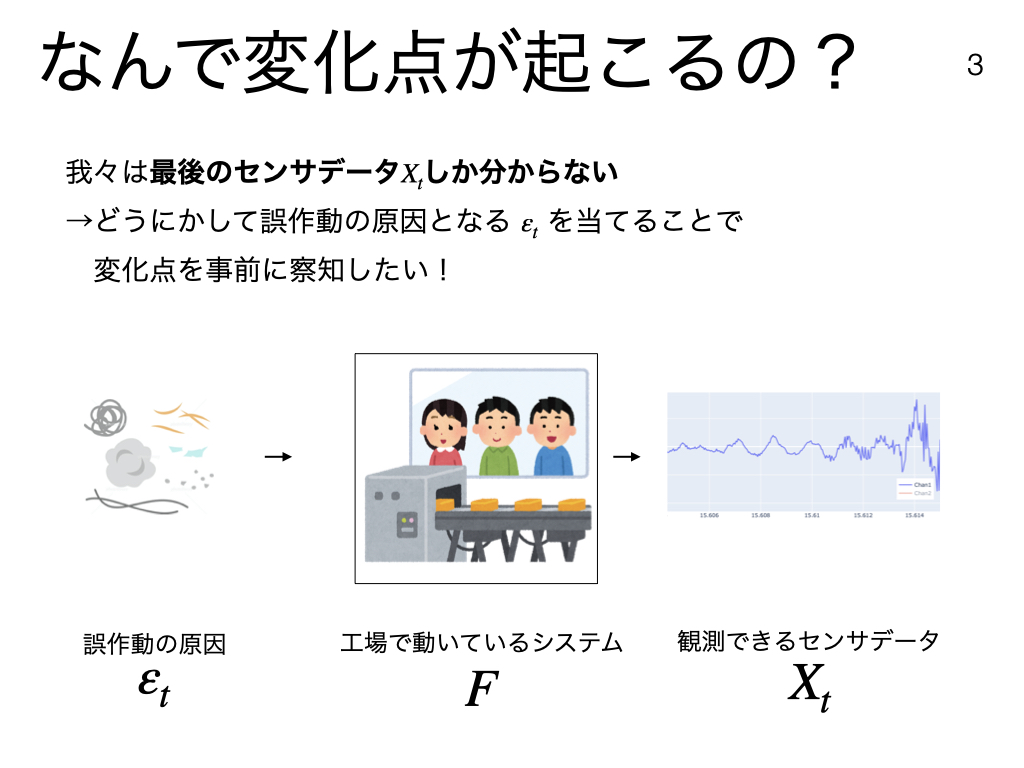 なんで変化点が起こるの？
3
我々は最後のセンサデータXtしか分からない
→どうにかして誤作動の原因となる εt を当てることで
変化点を事前に察知したい！
→
→
Chan1
Chan2
15.606 15.608 15.61 15.612 15.614
誤作動の原因
εt
工場で動いているシステム
F
観測できるセンサデータ
Xt